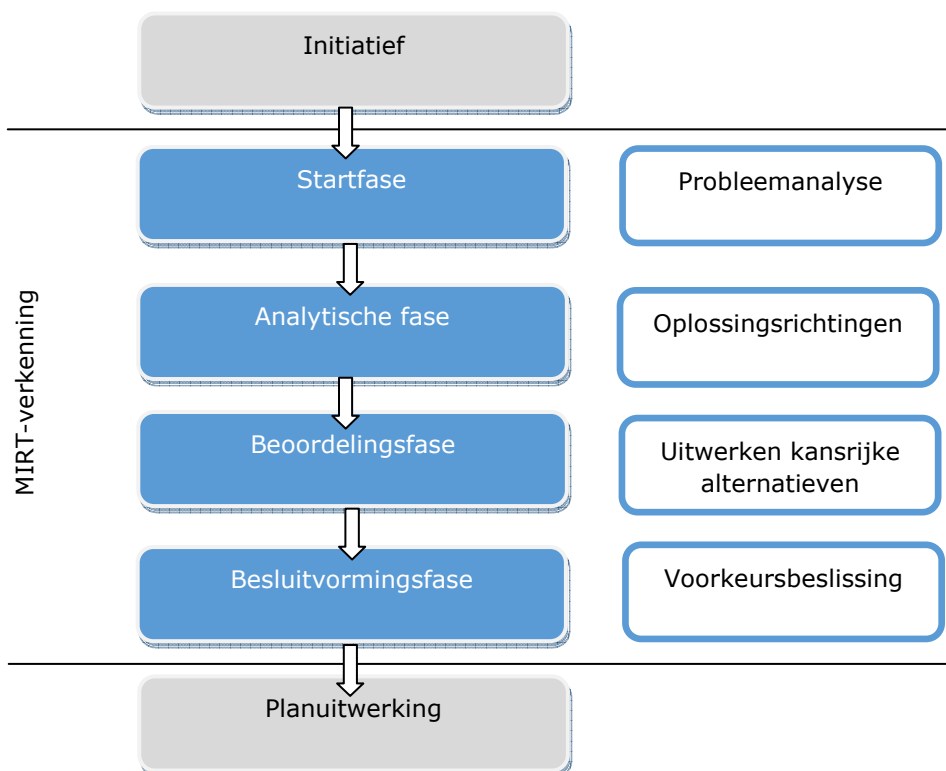 Initiatief
MIRT-verkenning
Startfase
Probleemanalyse
Analytische fase
Oplossingsrichtingen
Beoordelingsfase
Uitwerken kansrijke
alternatieven
Besluitvormingsfase
Voorkeursbeslissing
Planuitwerking